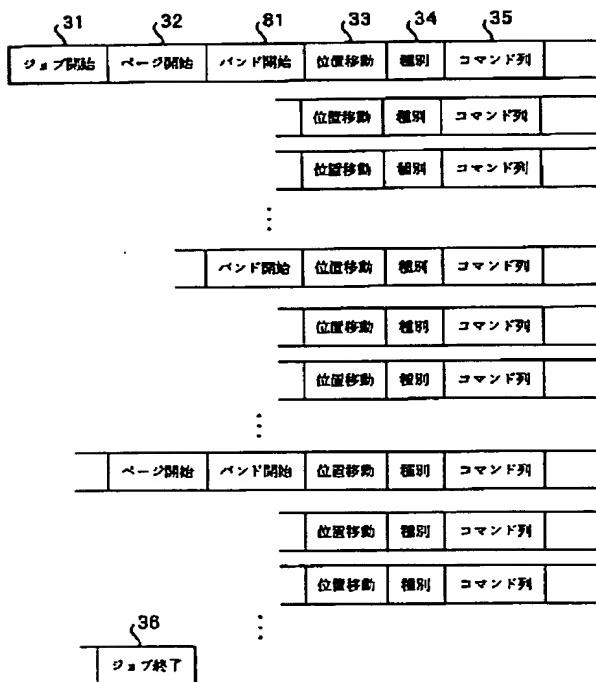 31 32 81 33 34 35
ジョブ開始 ページ開始 バンド開始 位置移動 種別 コマンド列
位置移動 種別 コマンド列
位置移動 種別 コマンド列
バンド開始 位置移動 種別 コマンド列
位置移動 種別 コマンド列
位置移動 種別 コマンド列
ページ開始 バンド開始 位置移動 種別 コマンド列
位置移動 種別 コマンド列
位置移動 種別 コマンド列
36
ジョブ終了